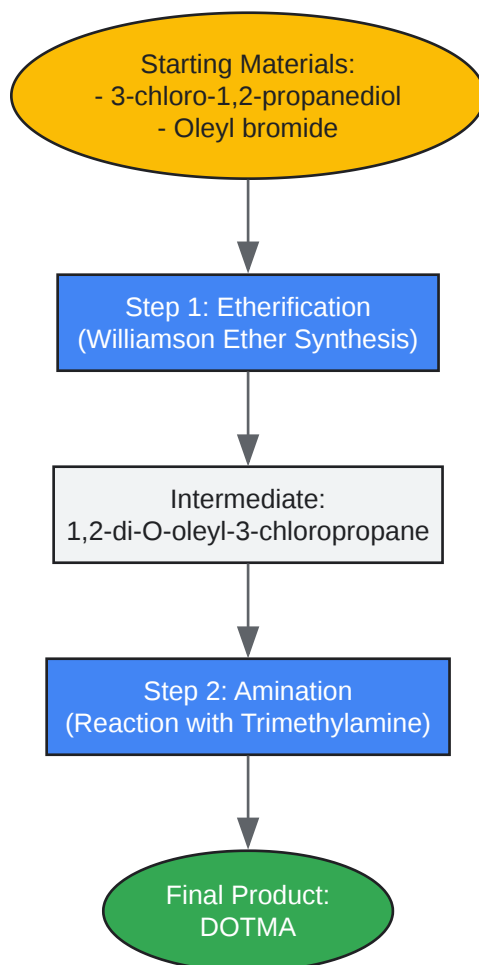 Starting Materials:
- 3-chloro-1,2-propanediol
- Oleyl bromide
Step 1: Etherification
(Williamson Ether Synthesis)
Intermediate:
1,2-di-O-oleyl-3-chloropropane
Step 2: Amination
(Reaction with Trimethylamine)
Final Product:
DOTMA